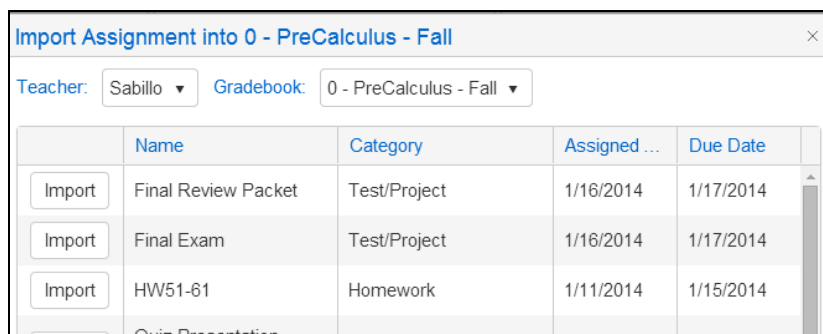 Import Assignment into 0 - PreCalculus - Fall
Teacher: Sabillo Gradebook: 0 - PreCalculus - Fall
Name Category Assigned ... Due Date
Import Final Review Packet Test/Project 1/16/2014 1/17/2014
Import Final Exam Test/Project 1/16/2014 1/17/2014
Import HW51-61 Homework 1/11/2014 1/15/2014
Quiz Presentation